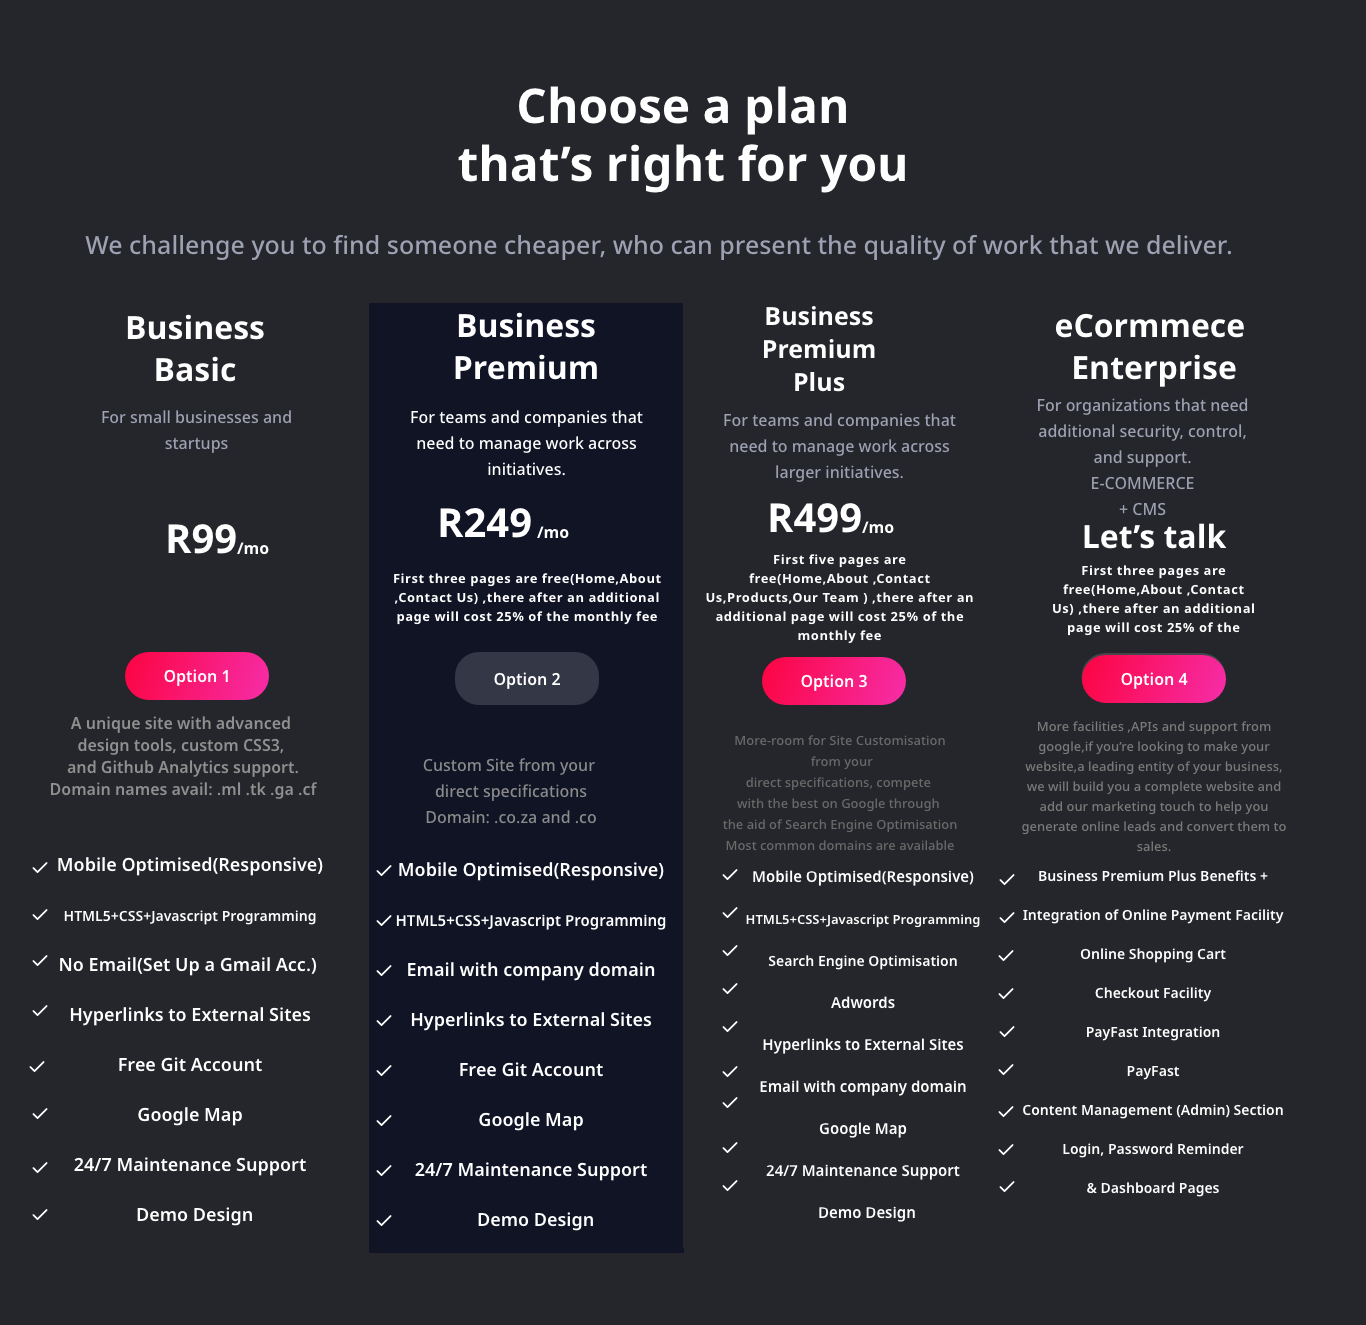 Choose a plan
that’s right for you
We challenge you to find someone cheaper, who can present the quality of work that we deliver.
Business
Basic
For small businesses and
startups
R99/mo
Option 1
A unique site with advanced
design tools, custom CSS3,
and Github Analytics support.
Domain names avail: .ml .tk .ga .cf
Mobile Optimised(Responsive)
HTML5+CSS+Javascript Programming
No Email(Set Up a Gmail Acc.)
Hyperlinks to External Sites
Free Git Account
Google Map
24/7 Maintenance Support
Demo Design
Business
Premium
For teams and companies that
need to manage work across
initiatives.
R249 /mo
First three pages are free(Home,About
,Contact Us) ,there after an additional
page will cost 25% of the monthly fee
Option 2
Custom Site from your
direct specifications
Domain: .co.za and .co
Mobile Optimised(Responsive)
HTML5+CSS+Javascript Programming
Email with company domain
Hyperlinks to External Sites
Free Git Account
Google Map
24/7 Maintenance Support
Demo Design
Business
Premium
Plus
For teams and companies that
need to manage work across
larger initiatives.
R499/mo
First five pages are
free(Home,About ,Contact
Us,Products,Our Team ) ,there after an
additional page will cost 25% of the
monthly fee
Option 3
More-room for Site Customisation
from your
direct specifications, compete
with the best on Google through
the aid of Search Engine Optimisation
Most common domains are available
Mobile Optimised(Responsive)
HTML5+CSS+Javascript Programming
Search Engine Optimisation
Adwords
Hyperlinks to External Sites
Email with company domain
Google Map
24/7 Maintenance Support
Demo Design
eCormmece
Enterprise
For organizations that need
additional security, control,
and support.
E-COMMERCE
+ CMS
Let’s talk
First three pages are
free(Home,About ,Contact
Us) ,there after an additional
page will cost 25% of the
Option 4
More facilities ,APIs and support from
google,if you’re looking to make your
website,a leading entity of your business,
we will build you a complete website and
add our marketing touch to help you
generate online leads and convert them to
sales.
Business Premium Plus Benefits +
Integration of Online Payment Facility
Online Shopping Cart
Checkout Facility
PayFast Integration
PayFast
Content Management (Admin) Section
Login, Password Reminder
& Dashboard Pages